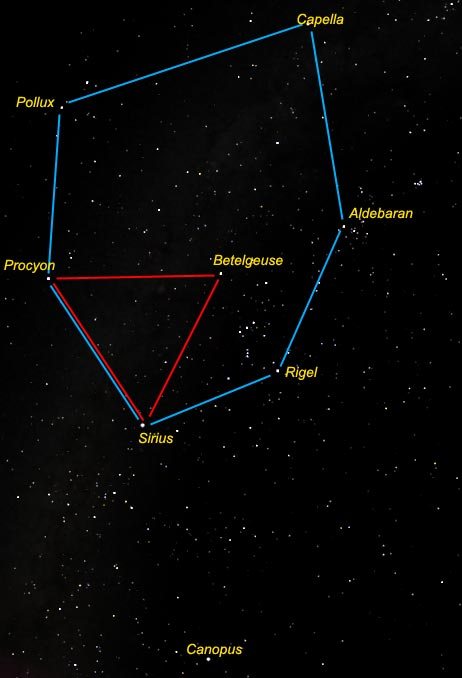 Capella
Pollux
Aldebaran
Procyon
Betelgeuse
Rigel
Sirius
Canopus